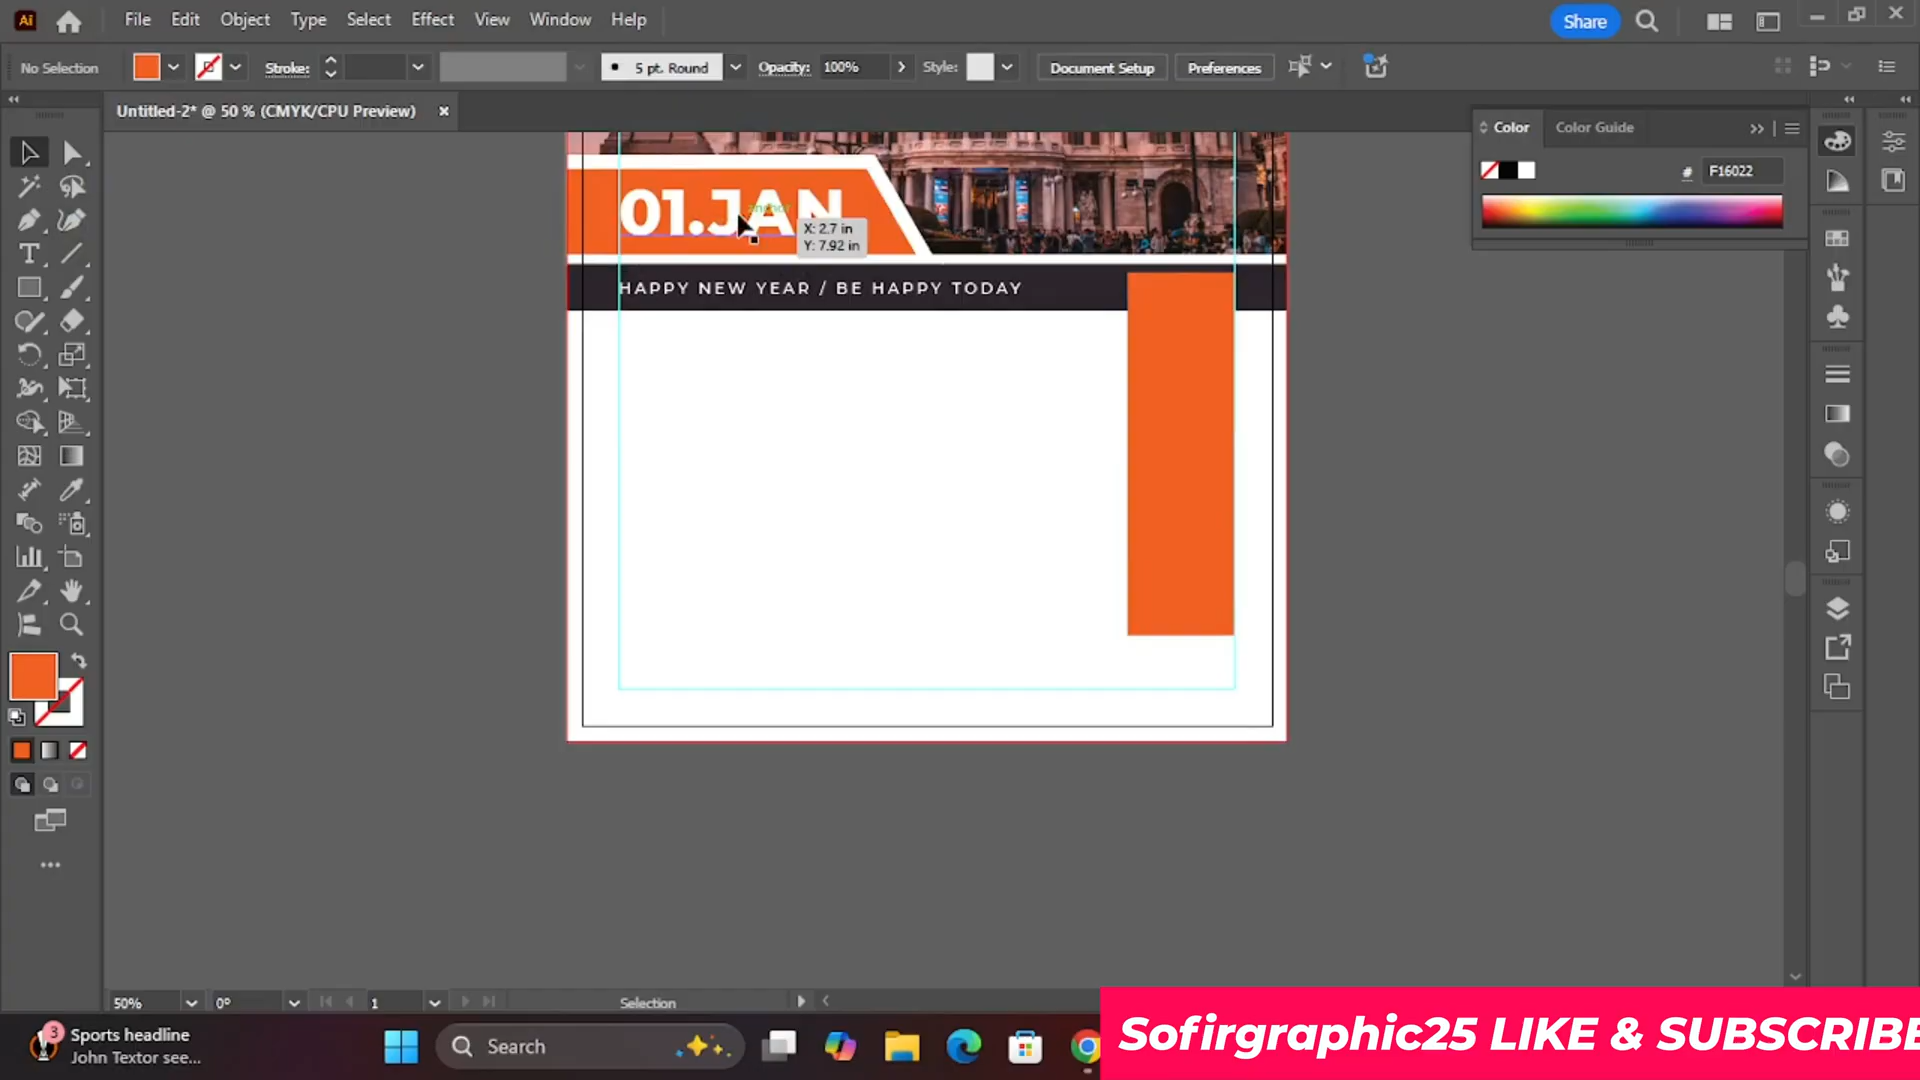 Ai File Edit Object Type Select Effect View Window Help Share
No Selection Stroke: 5 pt. Round Opacity: 100% Style: Document Setup Preferences
Untitled-2* @ 50 % (CMYK/CPU Preview)
Color Color Guide
# F16022
01.JAN
anchor
X: 2.7 in
Y: 7.92 in
HAPPY NEW YEAR / BE HAPPY TODAY
50% 0° 1 Selection
3
Sports headline
John Textor see...
Search
Sofirgraphic25 LIKE & SUBSCRIBE